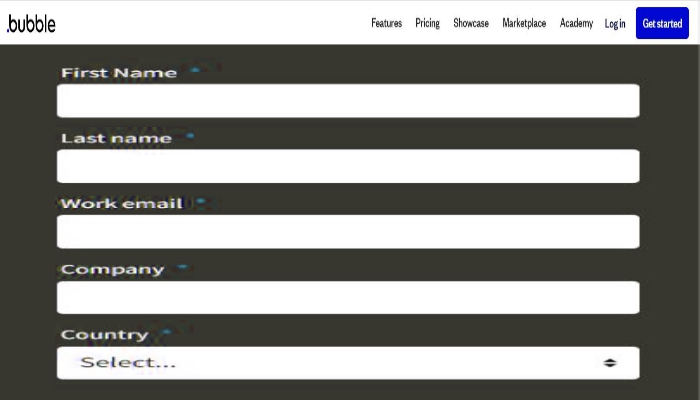 .bubble
Features Pricing Showcase Marketplace Academy Log in Get started
First Name *
Last name *
Work email *
Company *
Country *
Select...